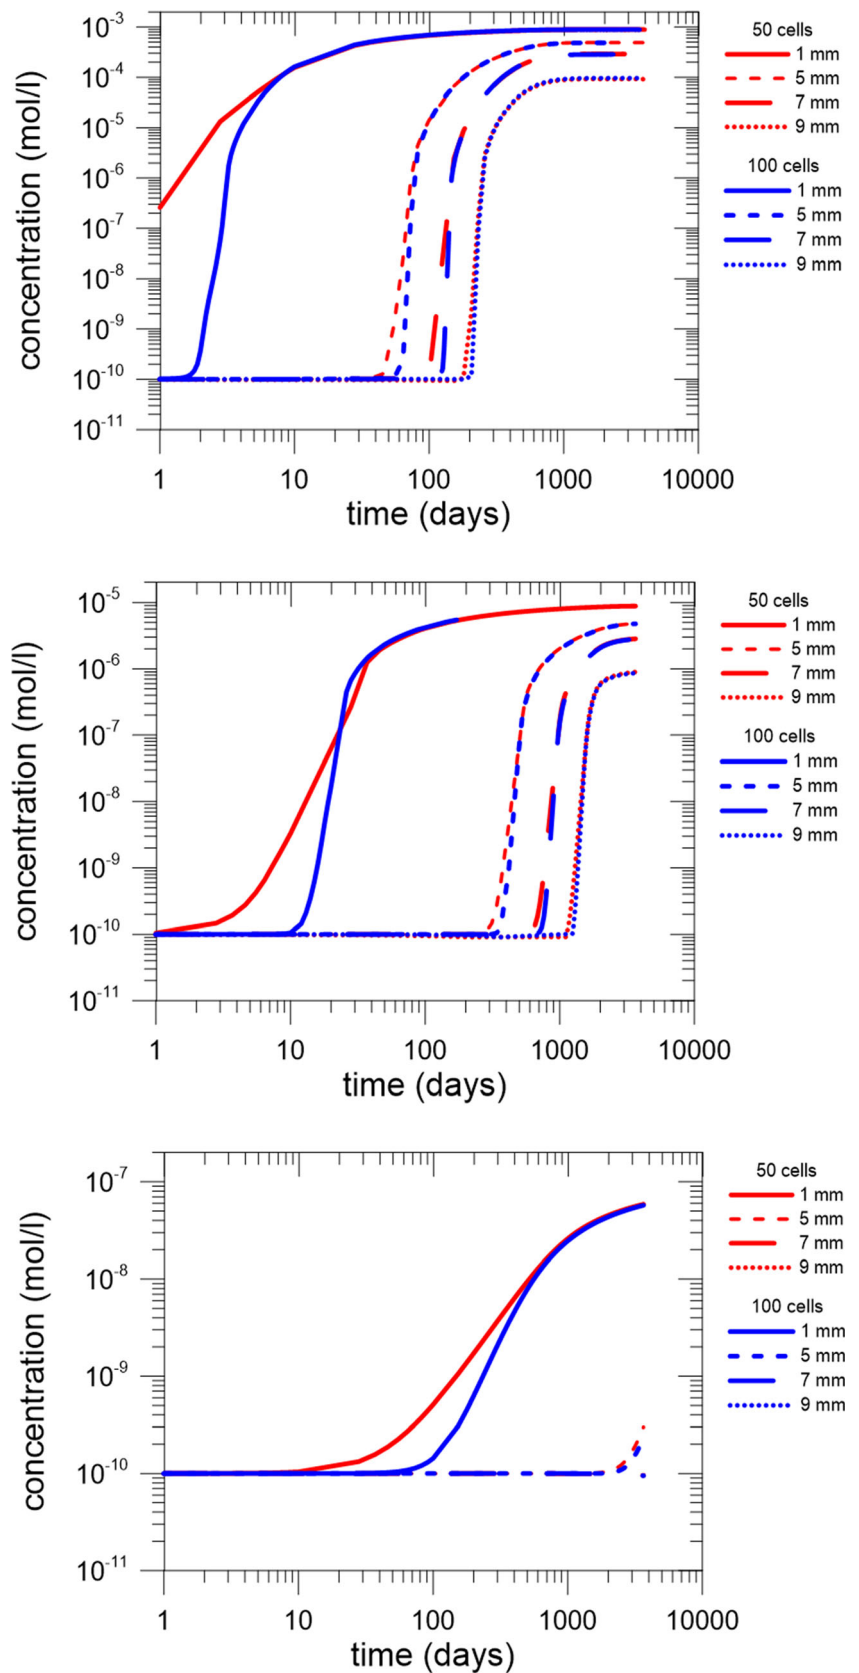 10⁻³
10⁻⁴
10⁻⁵
10⁻⁶
10⁻⁷
10⁻⁸
10⁻⁹
10⁻¹⁰
10⁻¹¹
concentration (mol/l)
1 10 100 1000 10000
time (days)
50 cells
1 mm
5 mm
7 mm
9 mm
100 cells
1 mm
5 mm
7 mm
9 mm
10⁻⁵
10⁻⁶
10⁻⁷
10⁻⁸
10⁻⁹
10⁻¹⁰
10⁻¹¹
concentration (mol/l)
1 10 100 1000 10000
time (days)
50 cells
1 mm
5 mm
7 mm
9 mm
100 cells
1 mm
5 mm
7 mm
9 mm
10⁻⁷
10⁻⁸
10⁻⁹
10⁻¹⁰
10⁻¹¹
concentration (mol/l)
1 10 100 1000 10000
time (days)
50 cells
1 mm
5 mm
7 mm
9 mm
100 cells
1 mm
5 mm
7 mm
9 mm